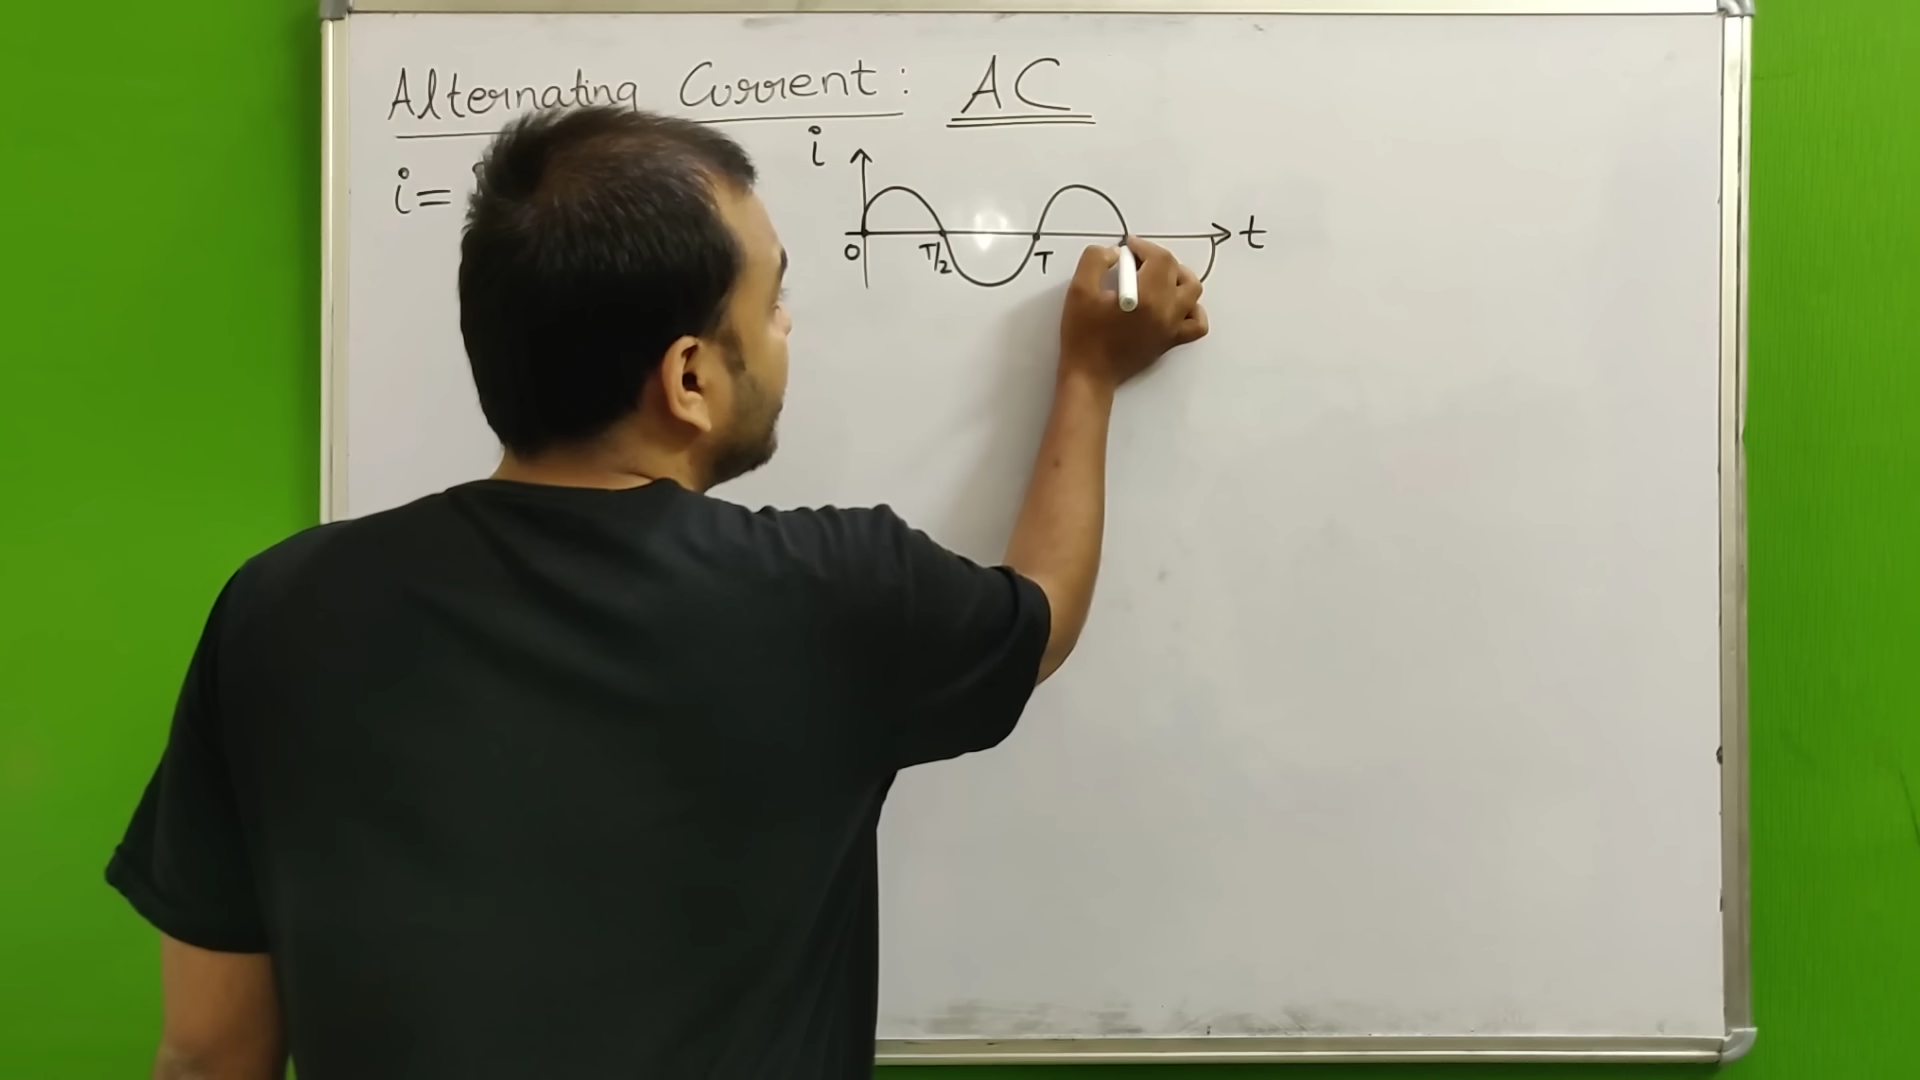 Alternating Current: AC
i=
i
t
0 T/2 T